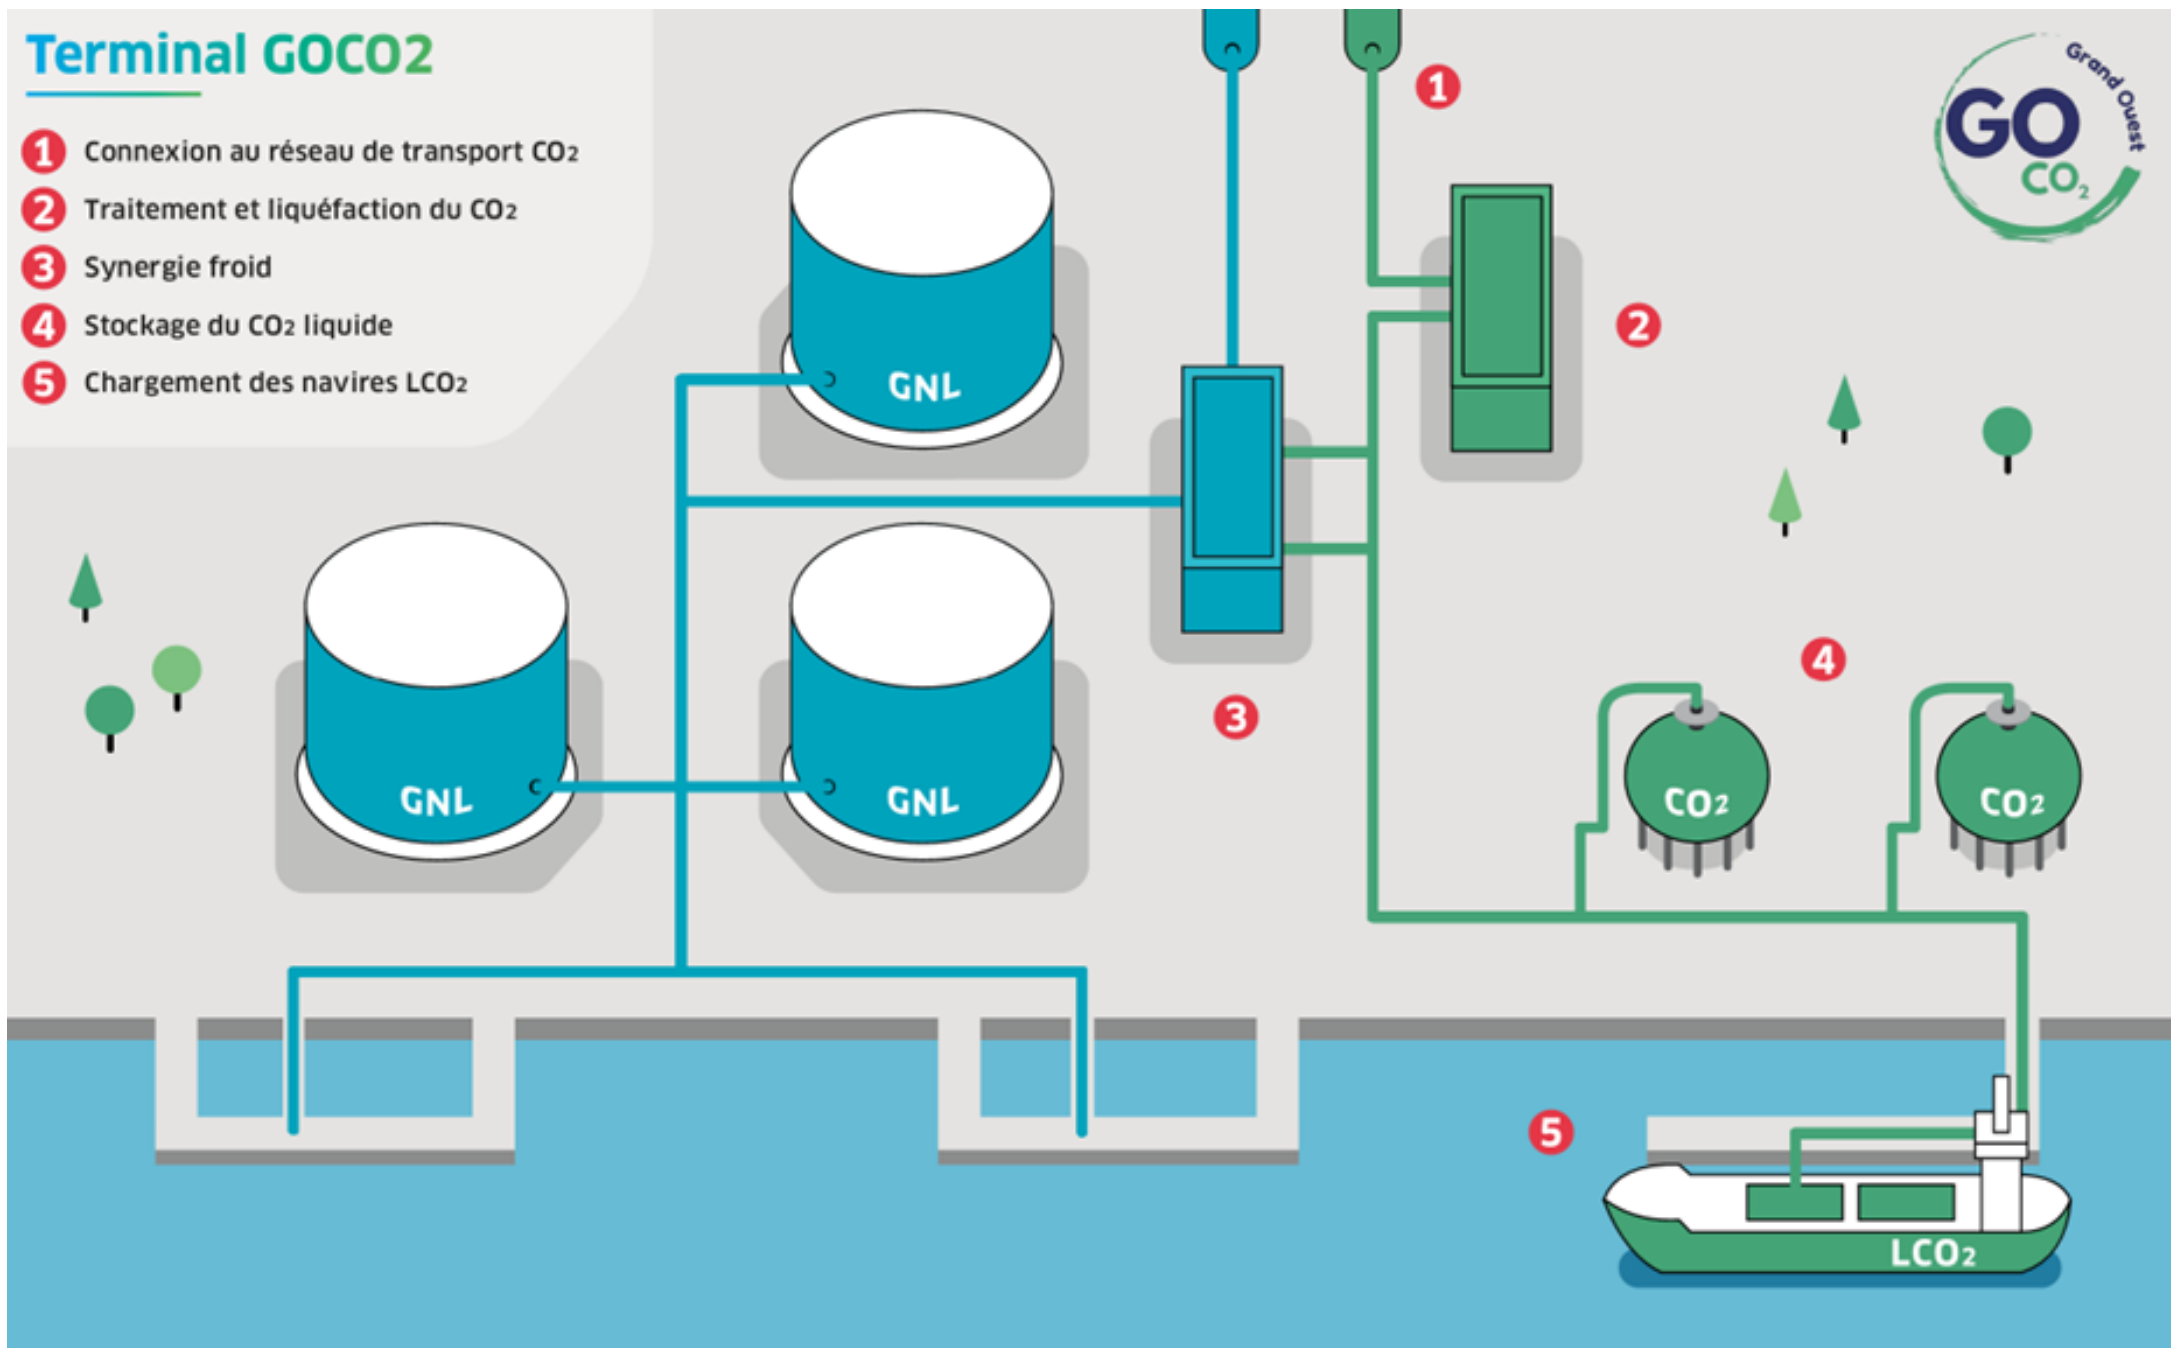 Terminal GOCO2
1 Connexion au réseau de transport CO2
2 Traitement et liquéfaction du CO2
3 Synergie froid
4 Stockage du CO2 liquide
5 Chargement des navires LCO2
Grand Ouest
GO
CO2
1
2
GNL
3
4
GNL
GNL
CO2
CO2
5
LCO2